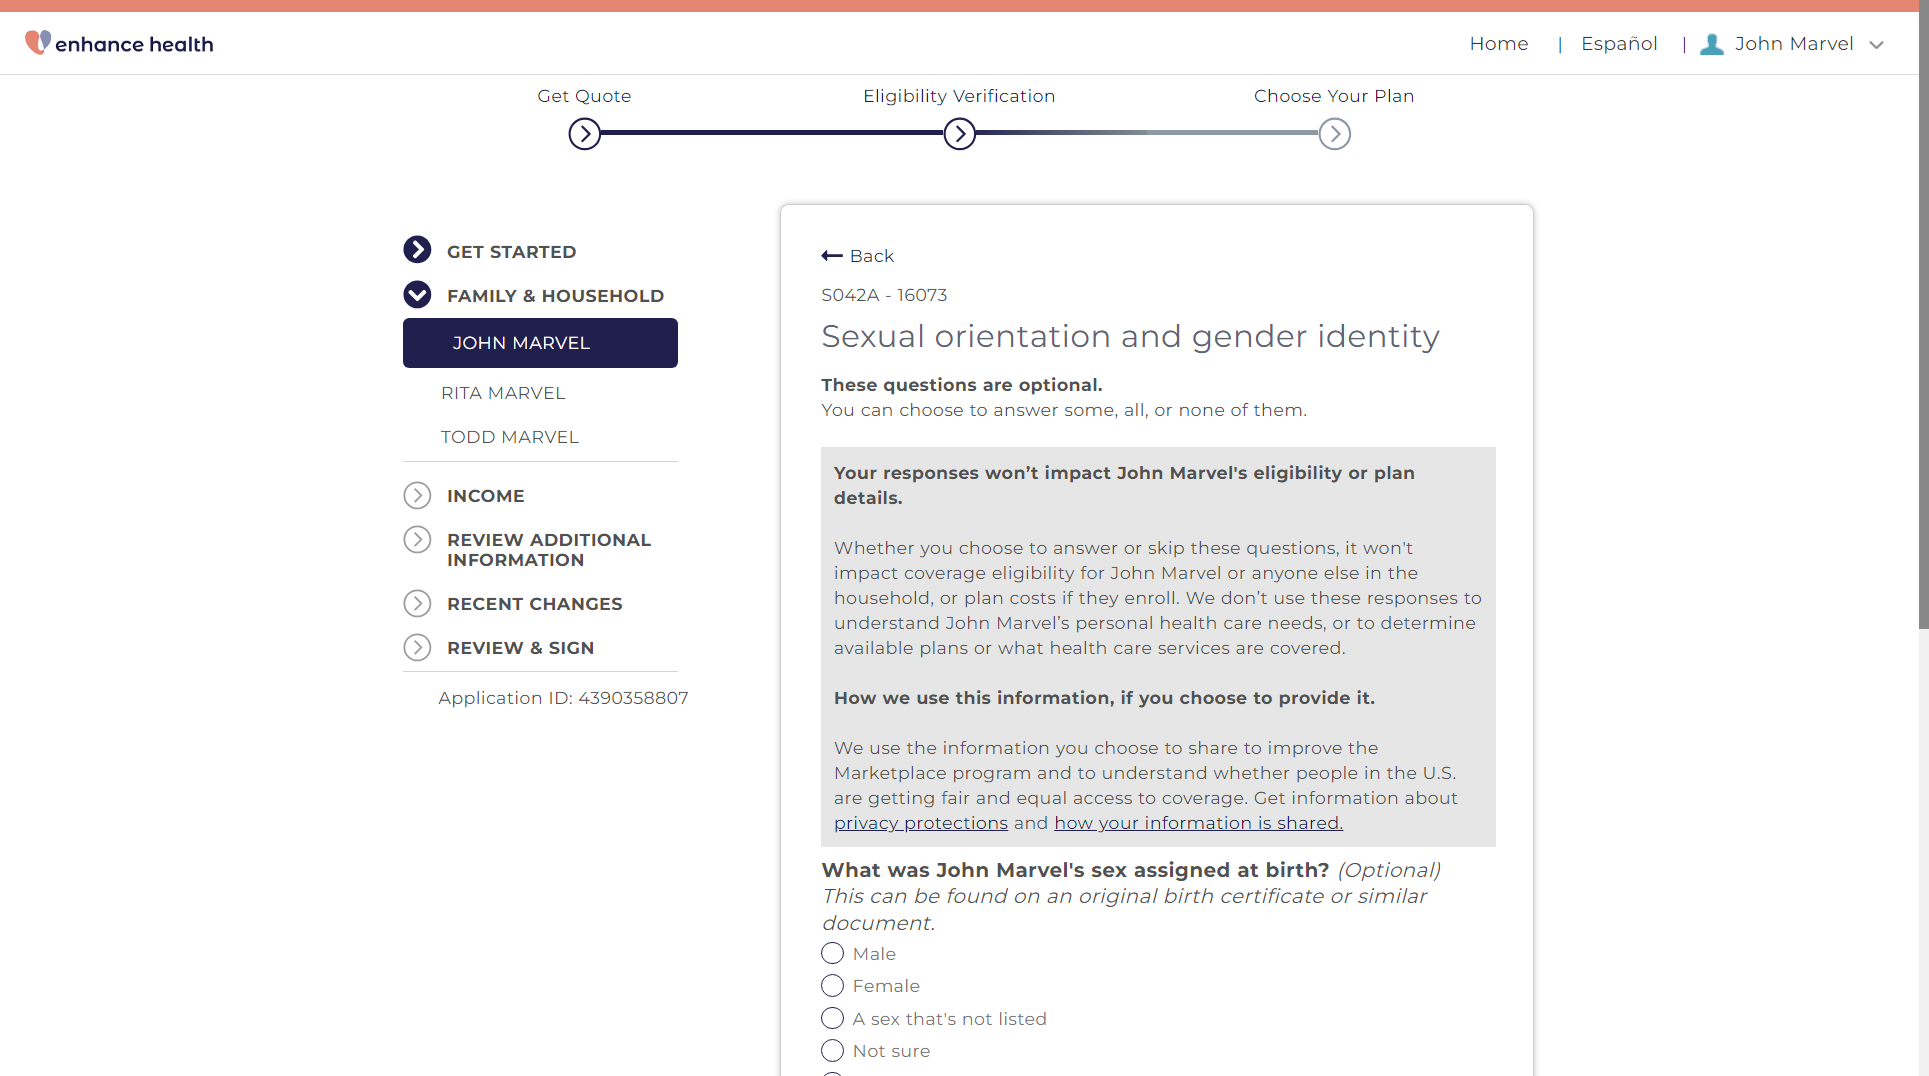 enhance health
Home | Español | John Marvel
Get Quote
Eligibility Verification
Choose Your Plan
GET STARTED
FAMILY & HOUSEHOLD
JOHN MARVEL
RITA MARVEL
TODD MARVEL
INCOME
REVIEW ADDITIONAL
INFORMATION
RECENT CHANGES
REVIEW & SIGN
Application ID: 4390358807
Back
S042A - 16073
Sexual orientation and gender identity
These questions are optional.
You can choose to answer some, all, or none of them.
Your responses won’t impact John Marvel's eligibility or plan
details.
Whether you choose to answer or skip these questions, it won't
impact coverage eligibility for John Marvel or anyone else in the
household, or plan costs if they enroll. We don’t use these responses to
understand John Marvel’s personal health care needs, or to determine
available plans or what health care services are covered.
How we use this information, if you choose to provide it.
We use the information you choose to share to improve the
Marketplace program and to understand whether people in the U.S.
are getting fair and equal access to coverage. Get information about
privacy protections and how your information is shared.
What was John Marvel's sex assigned at birth? (Optional)
This can be found on an original birth certificate or similar
document.
Male
Female
A sex that's not listed
Not sure